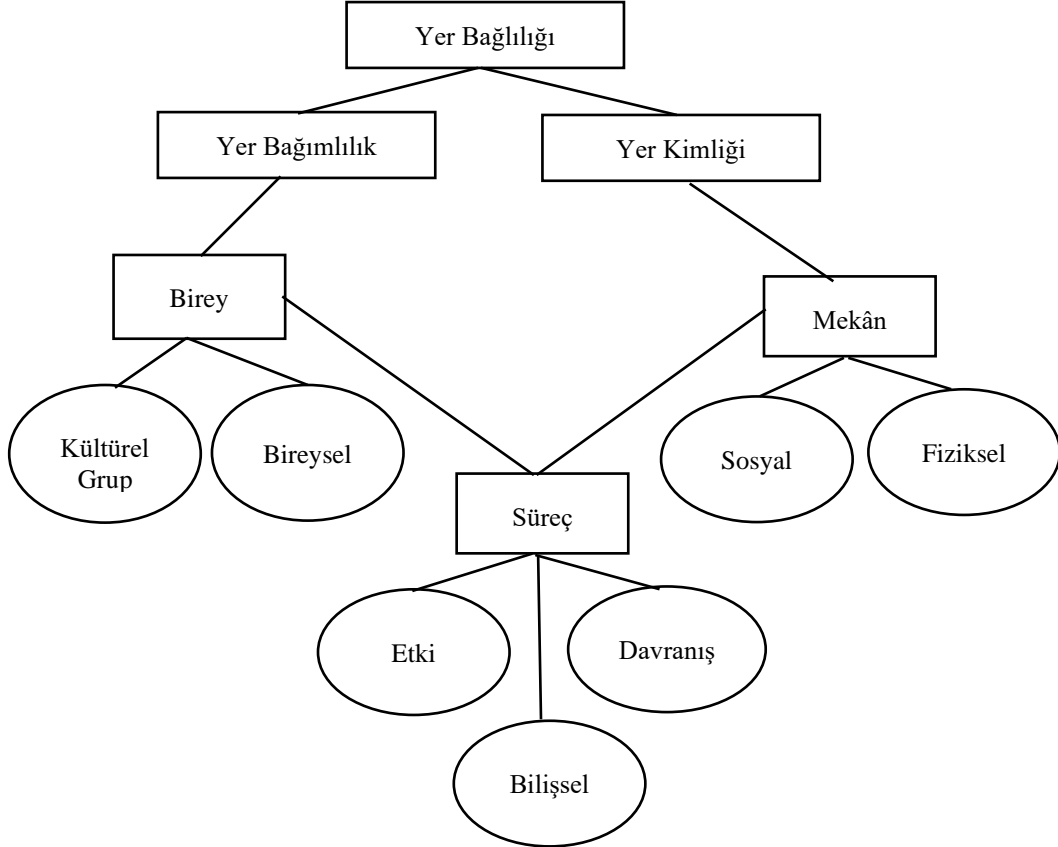 Yer Bağlılığı
Yer Bağımlılık
Yer Kimliği
Birey
Mekân
Kültürel
Grup
Bireysel
Sosyal
Fiziksel
Süreç
Etki
Davranış
Bilişsel